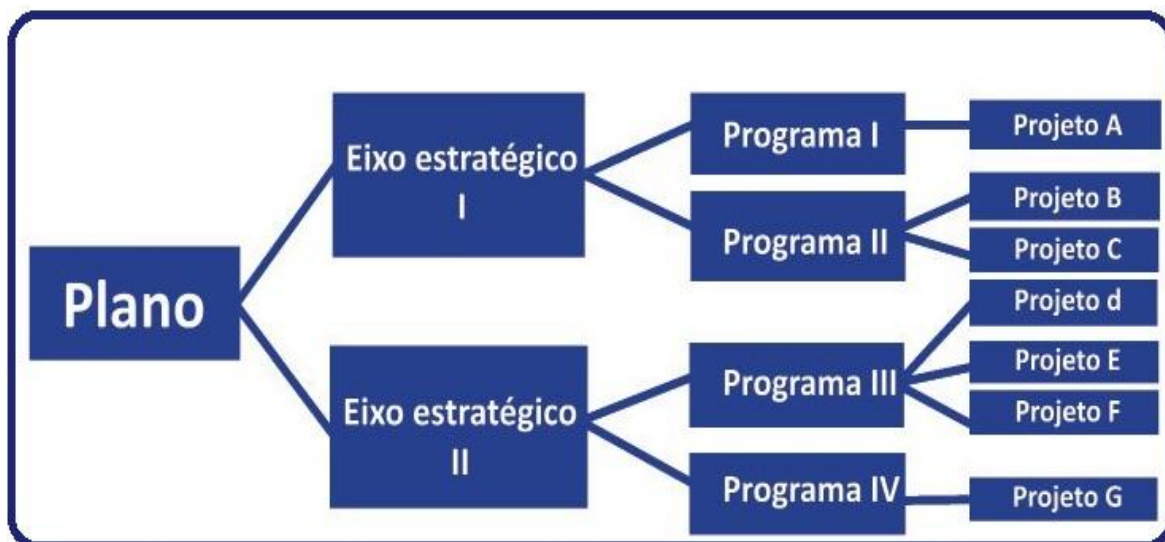 Plano
Eixo estratégico
I
Eixo estratégico
II
Programa I
Programa II
Programa III
Programa IV
Projeto A
Projeto B
Projeto C
Projeto d
Projeto E
Projeto F
Projeto G